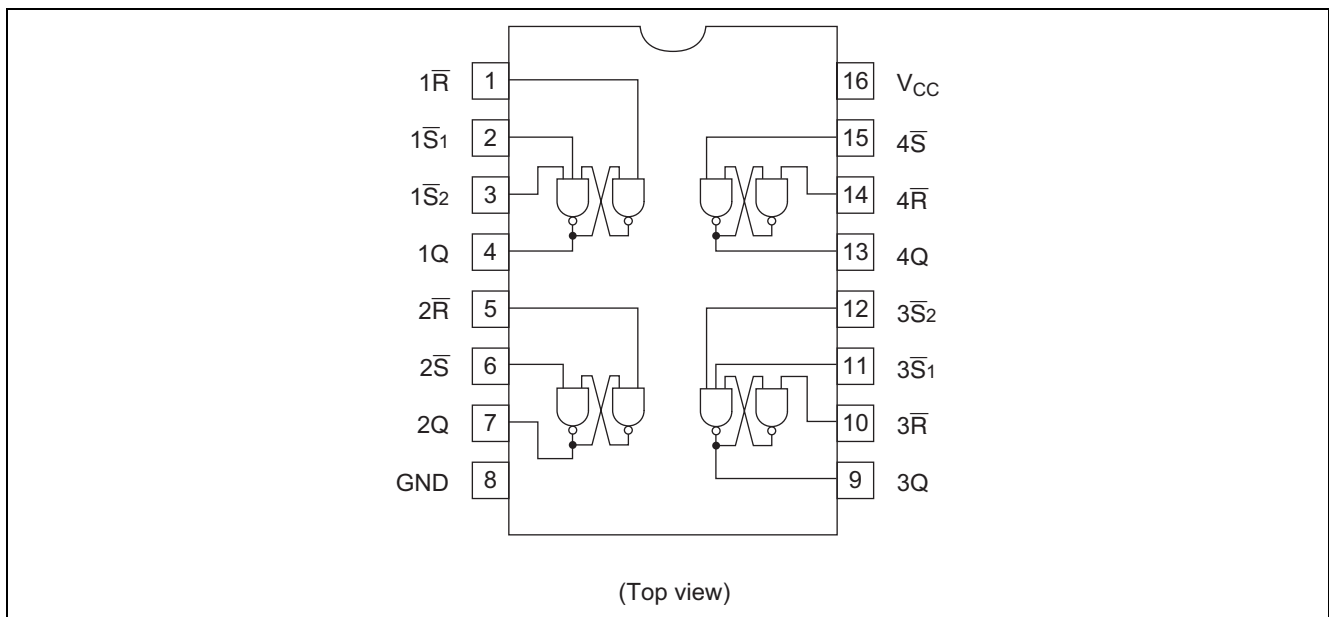 1R̅ 1 16 VCC
1S̅1 2 15 4S̅
1S̅2 3 14 4R̅
1Q 4 13 4Q
2R̅ 5 12 3S̅2
2S̅ 6 11 3S̅1
2Q 7 10 3R̅
GND 8 9 3Q
(Top view)